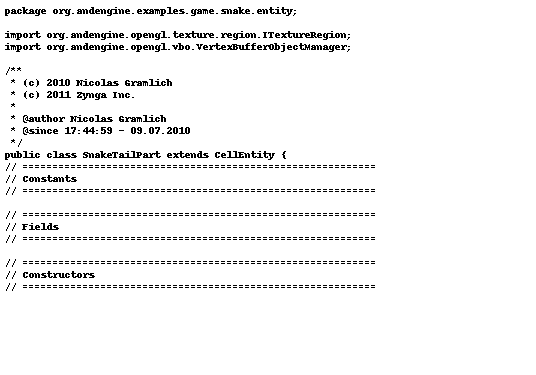 package org.andengine.examples.game.snake.entity;

import org.andengine.opengl.texture.region.ITextureRegion;
import org.andengine.opengl.vbo.VertexBufferObjectManager;

/**
 * (c) 2010 Nicolas Gramlich
 * (c) 2011 Zynga Inc.
 *
 * @author Nicolas Gramlich
 * @since 17:44:59 - 09.07.2010
 */
public class SnakeTailPart extends CellEntity {
// ===========================================================
// Constants
// ===========================================================

// ===========================================================
// Fields
// ===========================================================

// ===========================================================
// Constructors
// ===========================================================